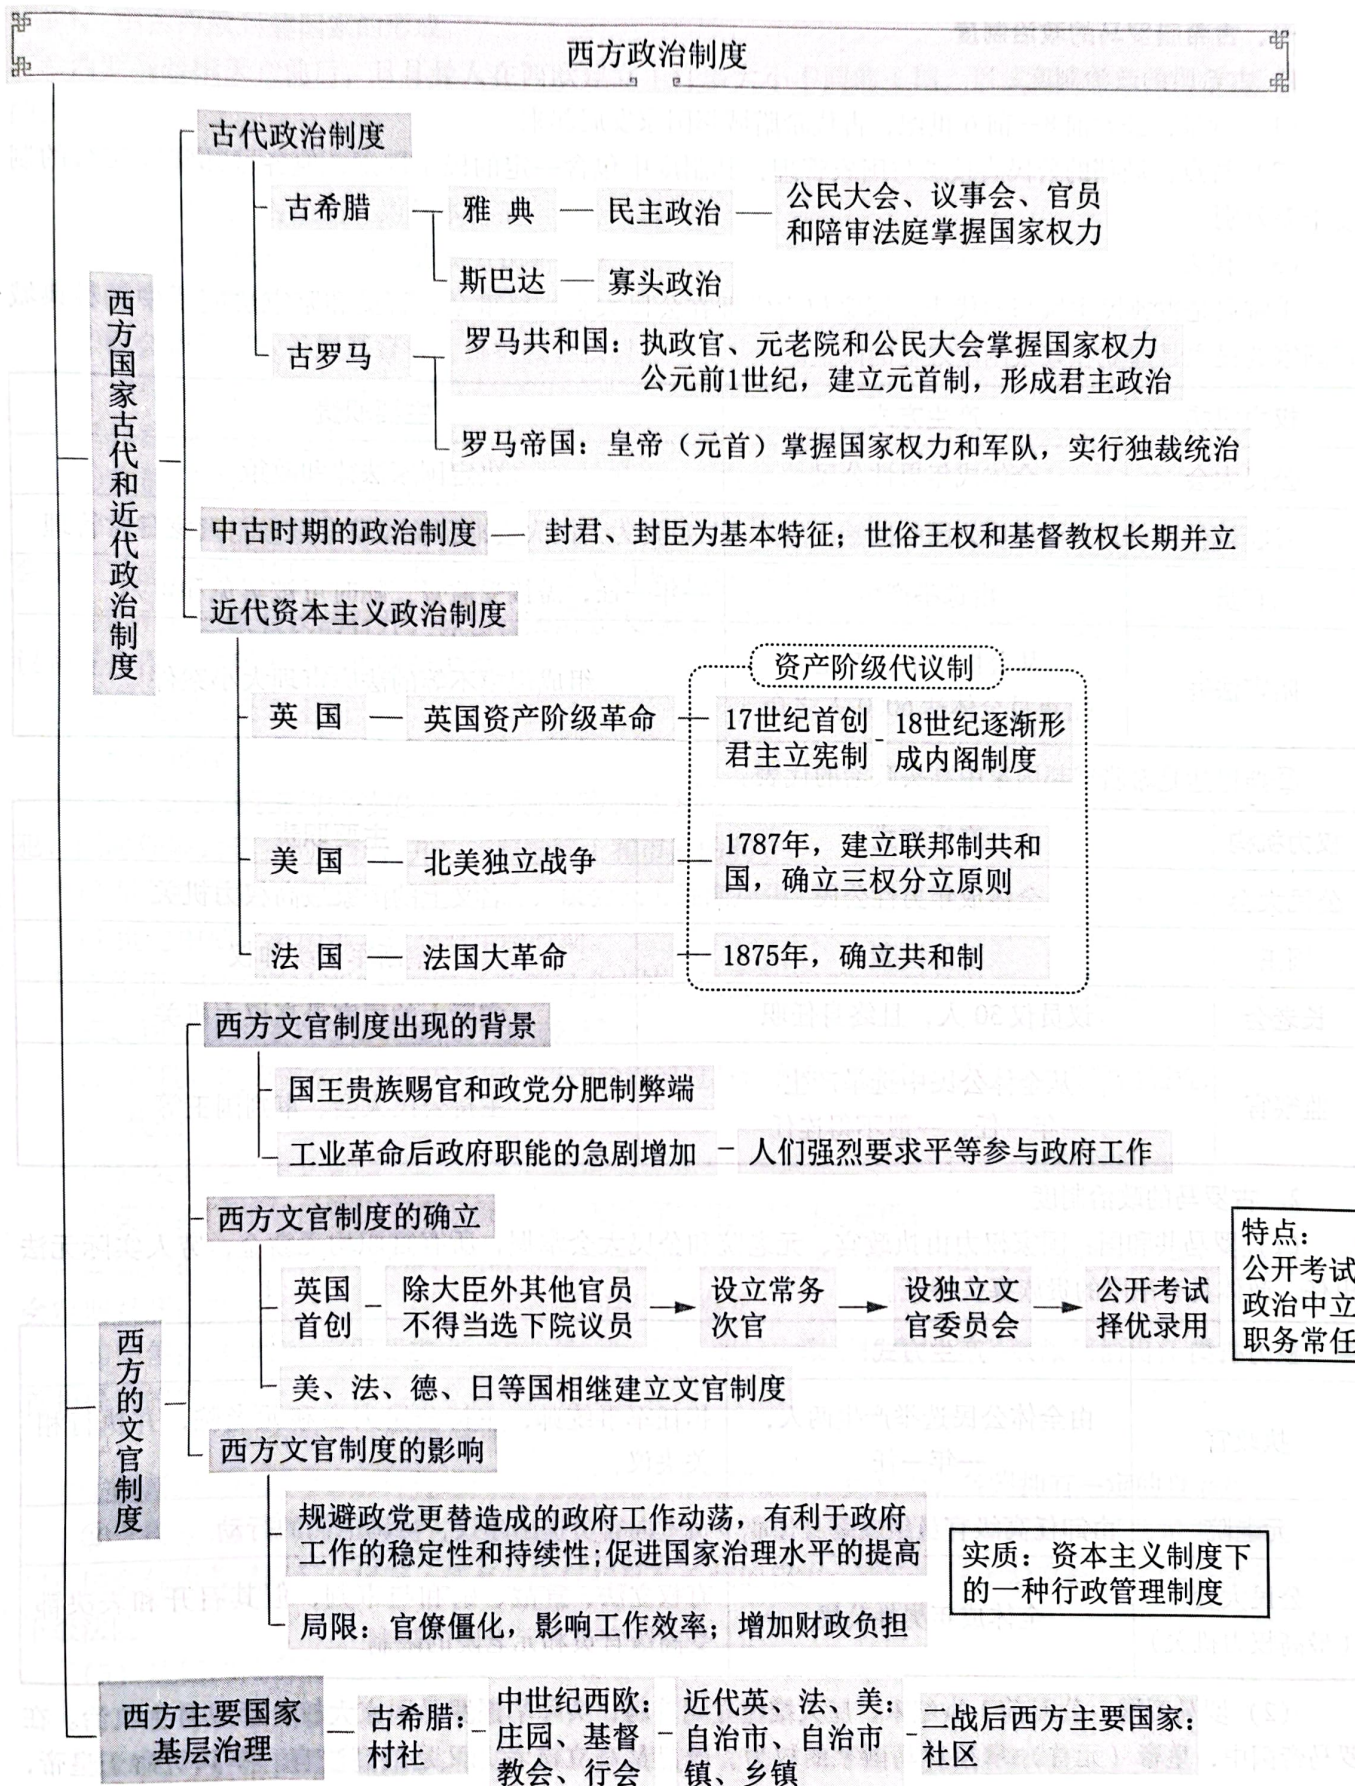 西方政治制度
西方国家古代和近代政治制度
古代政治制度
古希腊
雅 典
民主政治
公民大会、议事会、官员
和陪审法庭掌握国家权力
斯巴达
寡头政治
古罗马
罗马共和国：执政官、元老院和公民大会掌握国家权力
公元前1世纪，建立元首制，形成君主政治
罗马帝国：皇帝（元首）掌握国家权力和军队，实行独裁统治
中古时期的政治制度
封君、封臣为基本特征；世俗王权和基督教权长期并立
近代资本主义政治制度
资产阶级代议制
英 国
英国资产阶级革命
17世纪首创
君主立宪制
18世纪逐渐形
成内阁制度
美 国
北美独立战争
1787年，建立联邦制共和
国，确立三权分立原则
法 国
法国大革命
1875年，确立共和制
西方的文官制度
西方文官制度出现的背景
国王贵族赐官和政党分肥制弊端
工业革命后政府职能的急剧增加
人们强烈要求平等参与政府工作
西方文官制度的确立
英国
首创
除大臣外其他官员
不得当选下院议员
设立常务
次官
设独立文
官委员会
公开考试
择优录用
特点：
公开考试
政治中立
职务常任
美、法、德、日等国相继建立文官制度
西方文官制度的影响
规避政党更替造成的政府工作动荡，有利于政府
工作的稳定性和持续性;促进国家治理水平的提高
局限：官僚僵化，影响工作效率；增加财政负担
实质：资本主义制度下
的一种行政管理制度
西方主要国家
基层治理
古希腊：
村社
中世纪西欧：
庄园、基督
教会、行会
近代英、法、美：
自治市、自治市
镇、乡镇
二战后西方主要国家：
社区